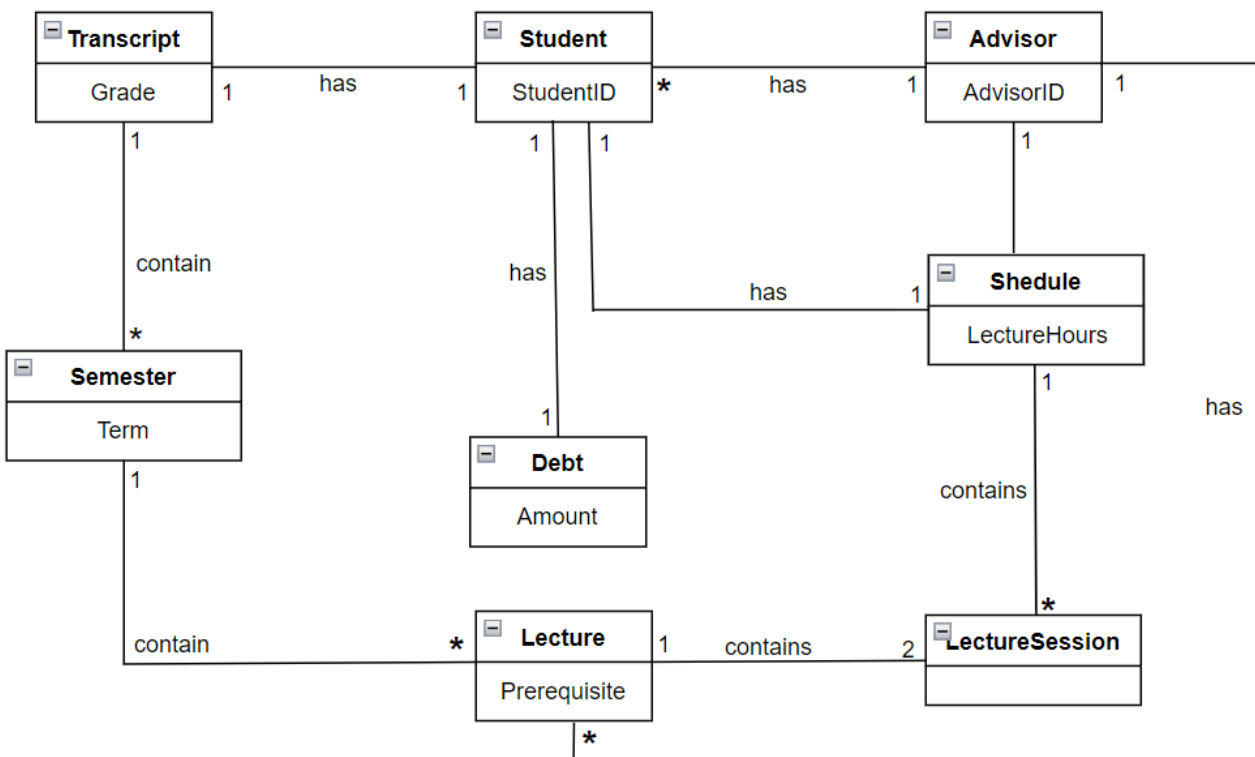 Transcript
Student
Advisor
Grade
1
has
1
StudentID
*
has
1
AdvisorID
1
1
1
1
1
contain
has
has
1
Shedule
LectureHours
*
Semester
Term
1
1
has
1
Debt
Amount
contains
*
contain
*
Lecture
1
contains
2
LectureSession
Prerequisite
*